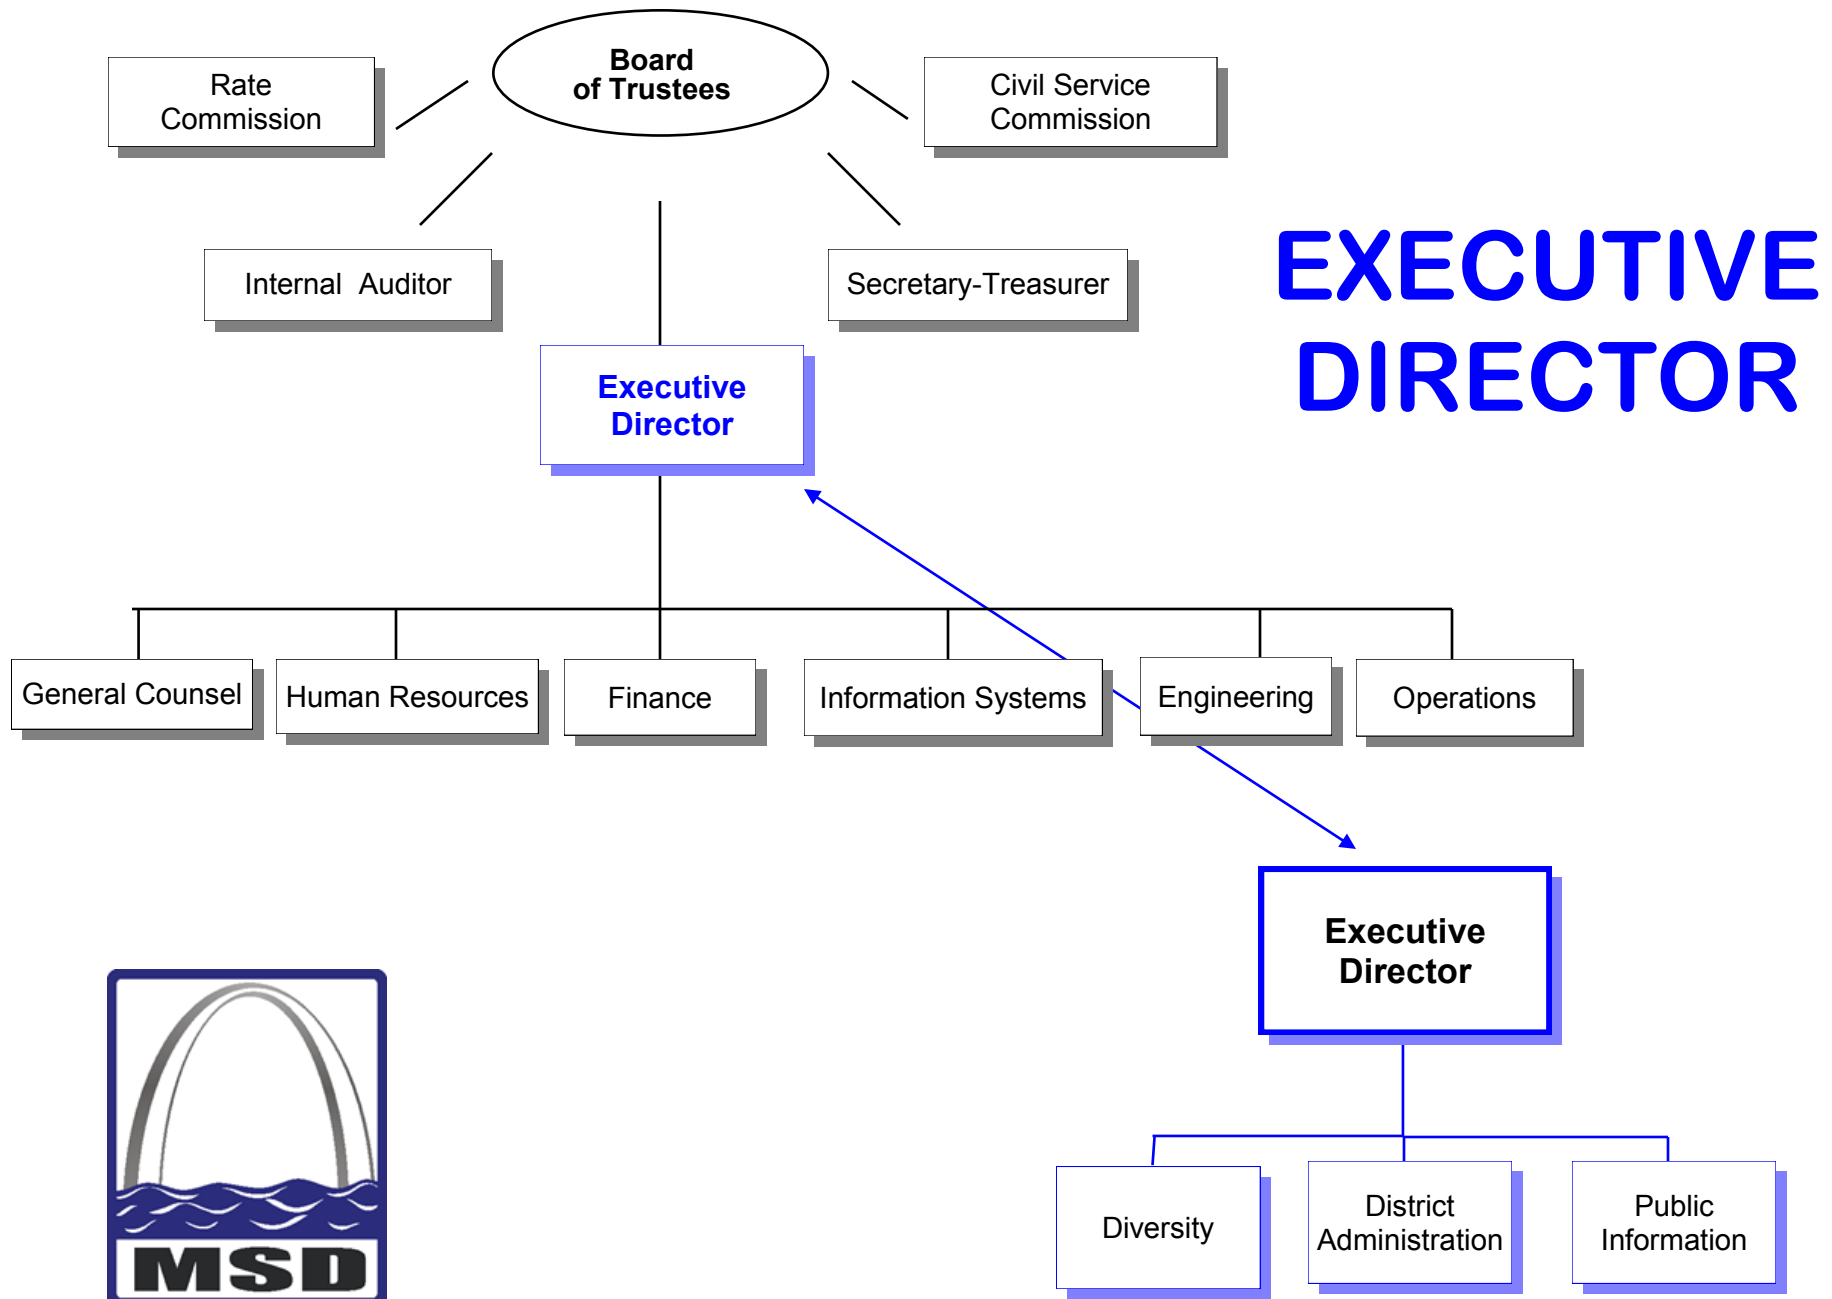 Board
of Trustees
Rate
Commission
Civil Service
Commission
Internal  Auditor
Secretary-Treasurer
EXECUTIVE
DIRECTOR
Executive
Director
General Counsel
Human Resources
Finance
Information Systems
Engineering
Operations
Executive
Director
Diversity
District
Administration
Public
Information
MSD